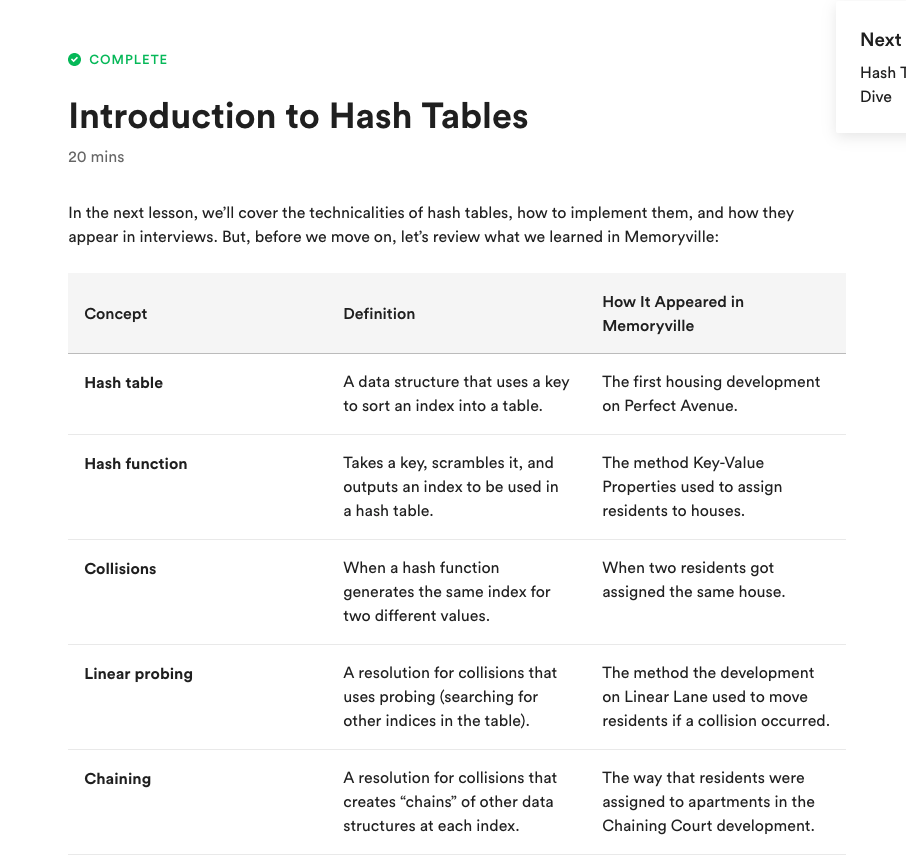 COMPLETE
Next
Hash T
Dive
Introduction to Hash Tables
20 mins
In the next lesson, we’ll cover the technicalities of hash tables, how to implement them, and how they
appear in interviews. But, before we move on, let’s review what we learned in Memoryville:
Concept
Definition
How It Appeared in
Memoryville
Hash table
A data structure that uses a key
to sort an index into a table.
The first housing development
on Perfect Avenue.
Hash function
Takes a key, scrambles it, and
outputs an index to be used in
a hash table.
The method Key-Value
Properties used to assign
residents to houses.
Collisions
When a hash function
generates the same index for
two different values.
When two residents got
assigned the same house.
Linear probing
A resolution for collisions that
uses probing (searching for
other indices in the table).
The method the development
on Linear Lane used to move
residents if a collision occurred.
Chaining
A resolution for collisions that
creates “chains” of other data
structures at each index.
The way that residents were
assigned to apartments in the
Chaining Court development.